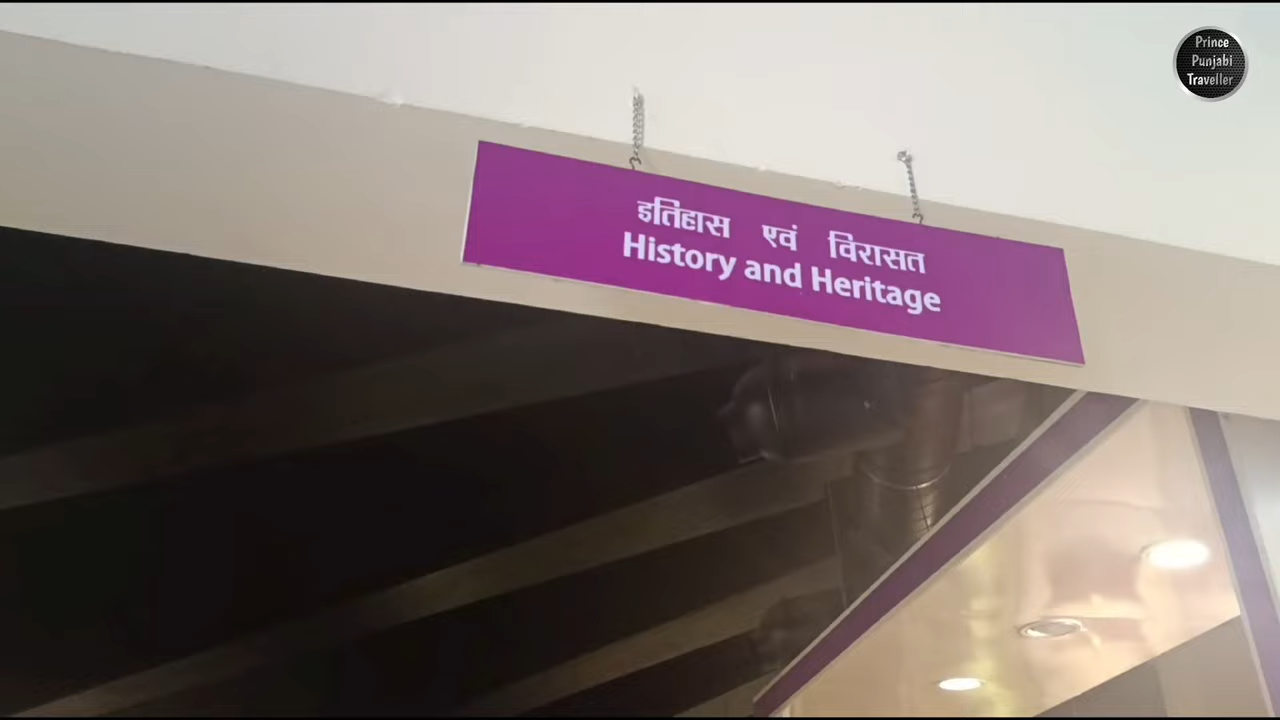 Prince
Punjabi
Traveller
इतिहास एवं विरासत
History and Heritage